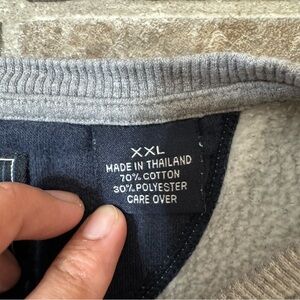 XXL
MADE IN THAILAND
70% COTTON
30% POLYESTER
CARE OVER